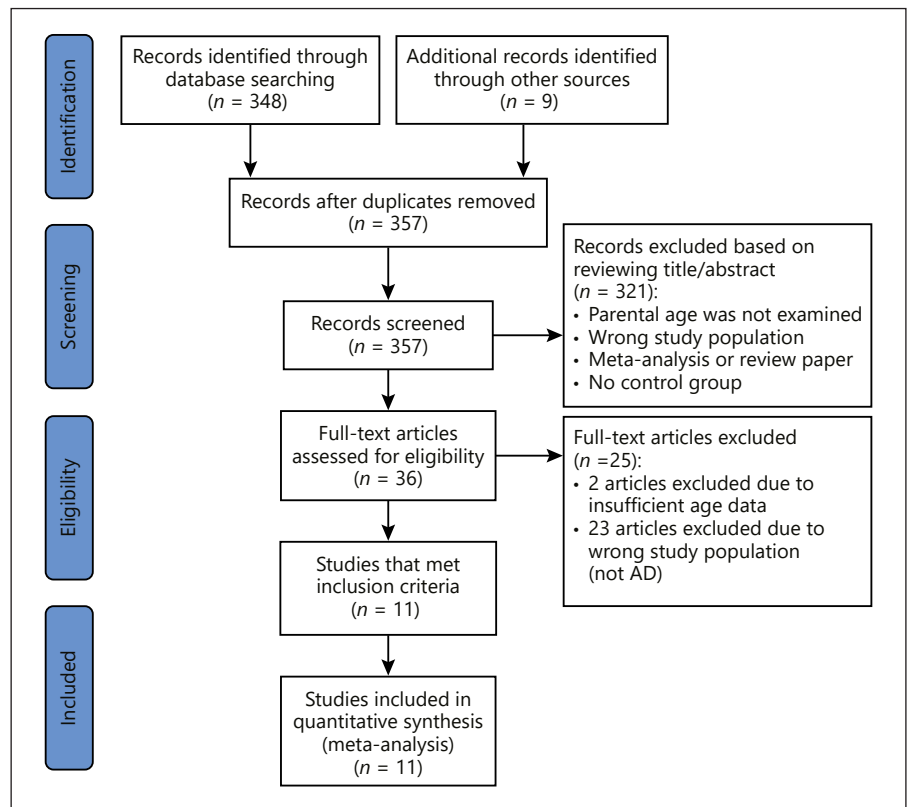 Identification
Records identified through
database searching
(n = 348)
Additional records identified
through other sources
(n = 9)
Records after duplicates removed
(n = 357)
Screening
Records screened
(n = 357)
Records excluded based on
reviewing title/abstract
(n = 321):
• Parental age was not examined
• Wrong study population
• Meta-analysis or review paper
• No control group
Eligibility
Full-text articles
assessed for eligibility
(n = 36)
Full-text articles excluded
(n =25):
• 2 articles excluded due to
insufficient age data
• 23 articles excluded due to
wrong study population
(not AD)
Studies that met
inclusion criteria
(n = 11)
Included
Studies included in
quantitative synthesis
(meta-analysis)
(n = 11)